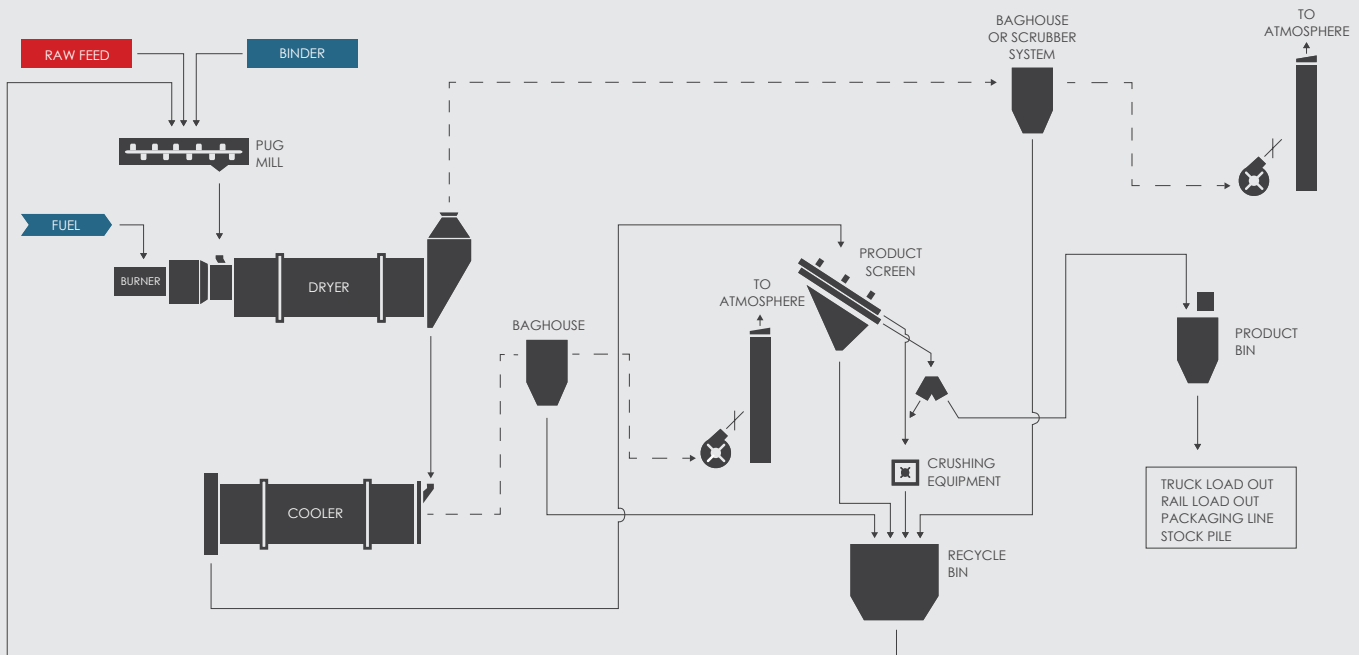 RAW FEED
BINDER
BAGHOUSE
OR SCRUBBER
SYSTEM
TO
ATMOSPHERE
PUG
MILL
FUEL
BURNER
DRYER
PRODUCT
SCREEN
TO
ATMOSPHERE
BAGHOUSE
PRODUCT
BIN
CRUSHING
EQUIPMENT
TRUCK LOAD OUT
RAIL LOAD OUT
PACKAGING LINE
STOCK PILE
COOLER
RECYCLE
BIN